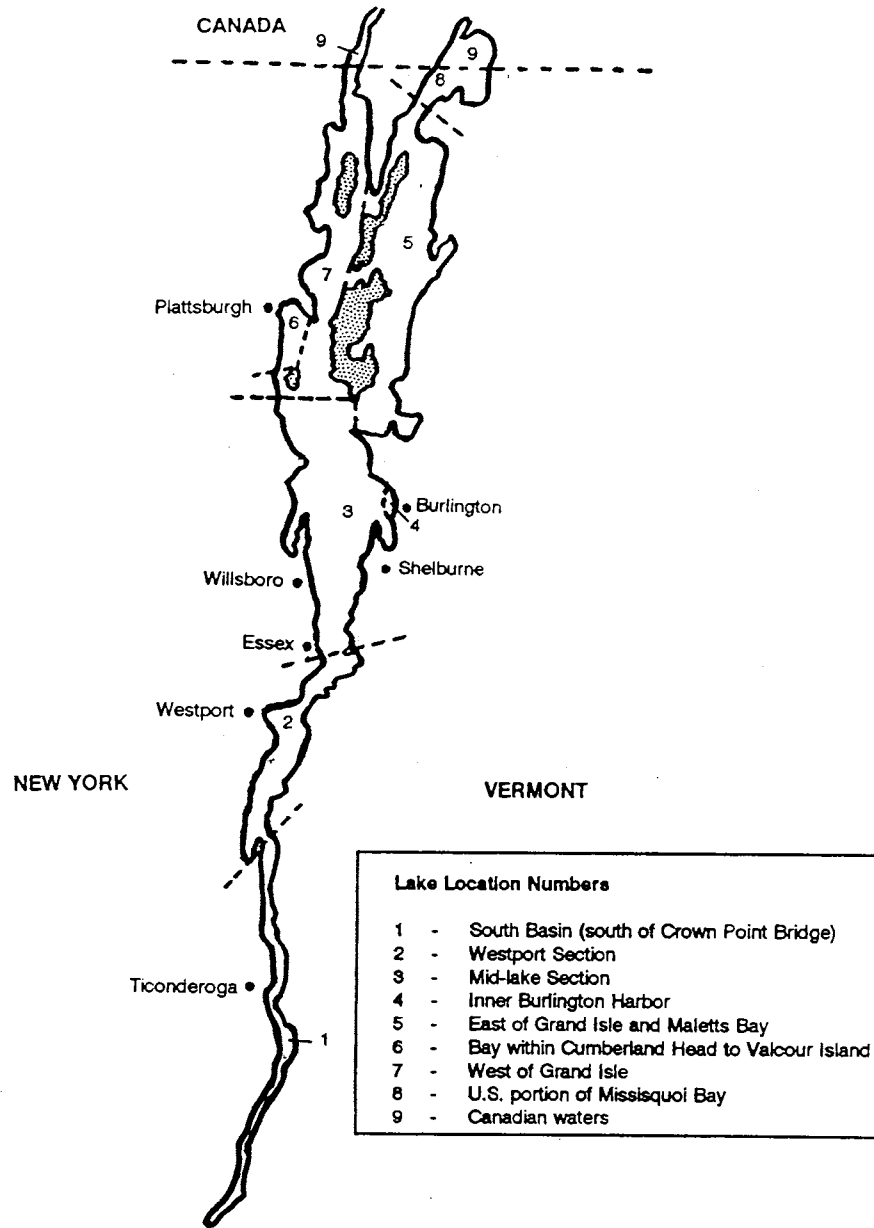 CANADA
9
9
8
5
7
Plattsburgh
6
3
Burlington
4
Shelburne
Willsboro
Essex
Westport
2
NEW YORK
VERMONT
Ticonderoga
1
Lake Location Numbers
1 - South Basin (south of Crown Point Bridge)
2 - Westport Section
3 - Mid-lake Section
4 - Inner Burlington Harbor
5 - East of Grand Isle and Maletts Bay
6 - Bay within Cumberland Head to Valcour Island
7 - West of Grand Isle
8 - U.S. portion of Missisquoi Bay
9 - Canadian waters